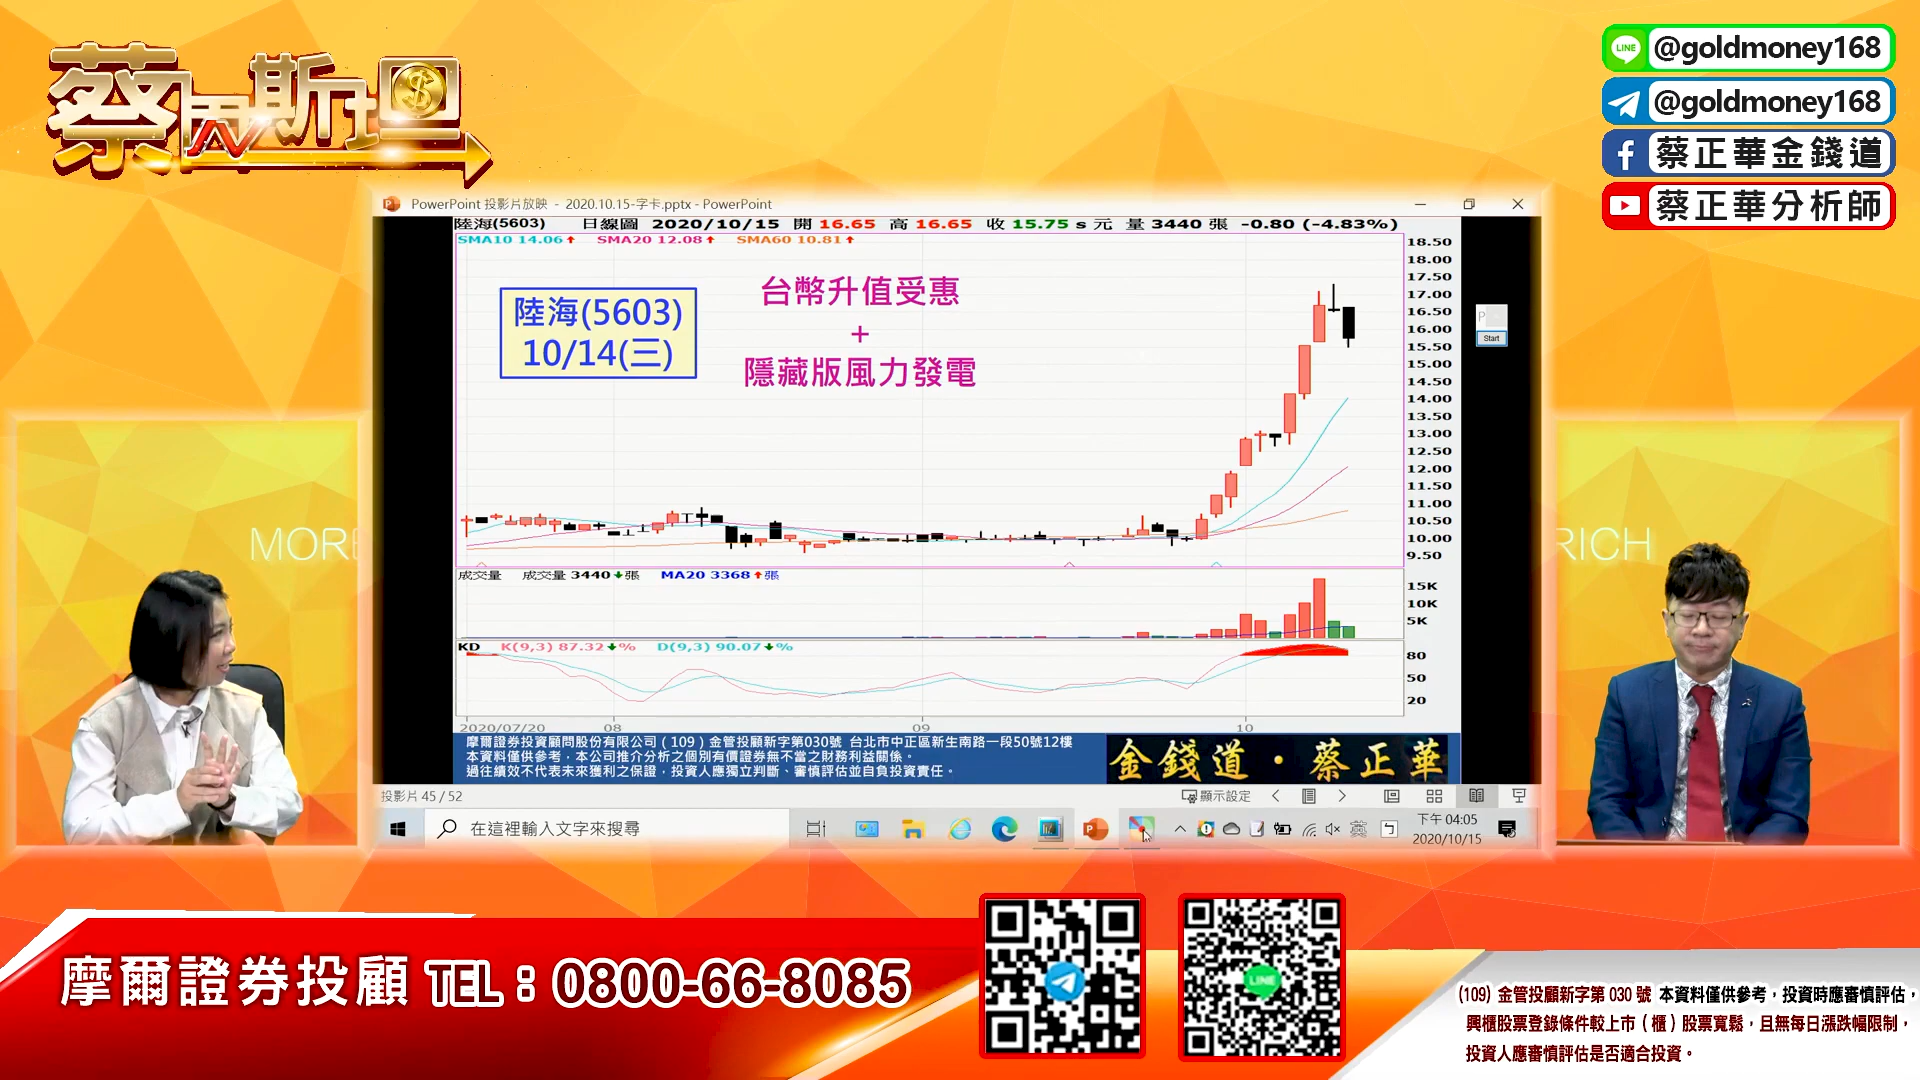 蔡因斯坦
LINE @goldmoney168
@goldmoney168
蔡正華金錢道
蔡正華分析師
PowerPoint 投影片放映 - 2020.10.15-字卡.pptx - PowerPoint
陸海(5603) 日線圖 2020/10/15 開 16.65 高 16.65 收 15.75 s 元 量 3440 張 -0.80 (-4.83%)
SMA10 14.06↑ SMA20 12.08↑ SMA60 10.81↑
陸海(5603)
10/14(三)
台幣升值受惠
+
隱藏版風力發電
18.50
18.00
17.50
17.00
16.50
16.00
15.50
15.00
14.50
14.00
13.50
13.00
12.50
12.00
11.50
11.00
10.50
10.00
9.50
Start
MORE
RICH
成交量 成交量 3440↓張 MA20 3368↑張
15K
10K
5K
KD K(9,3) 87.32↓% D(9,3) 90.07↓%
80
50
20
2020/07/20 08 09 10
摩爾證券投資顧問股份有限公司（109）金管投顧新字第030號 台北市中正區新生南路一段50號12樓
本資料僅供參考，本公司推介分析之個別有價證券無不當之財務利益關係。
過往績效不代表未來獲利之保證，投資人應獨立判斷、審慎評估並自負投資責任。
金錢道・蔡正華
投影片 45 / 52
顯示設定
在這裡輸入文字來搜尋
英
下午 04:05
2020/10/15
摩爾證券投顧 TEL：0800-66-8085
LINE
(109) 金管投顧新字第 030 號 本資料僅供參考，投資時應審慎評估，
興櫃股票登錄條件較上市（櫃）股票寬鬆，且無每日漲跌幅限制，
投資人應審慎評估是否適合投資。